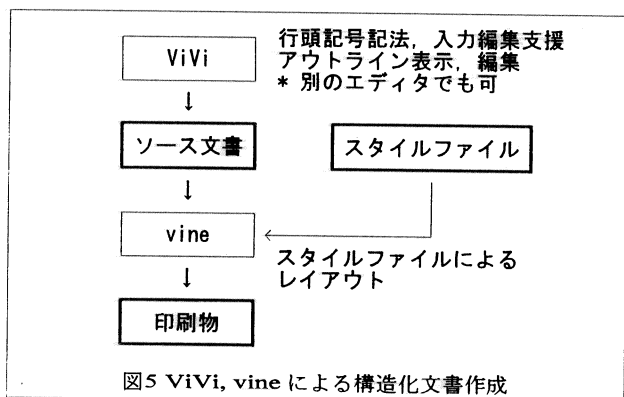 ViVi
行頭記号記法, 入力編集支援
アウトライン表示, 編集
* 別のエディタでも可
↓
ソース文書
スタイルファイル
↓
vine
スタイルファイルによる
レイアウト
↓
印刷物
図5 ViVi, vine による構造化文書作成